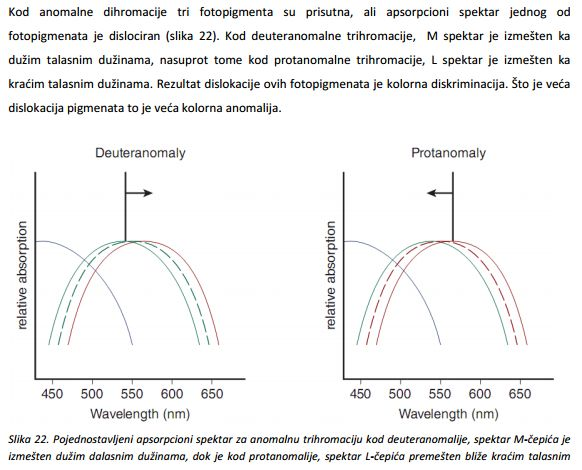 Kod anomalne dihromacije tri fotopigmenta su prisutna, ali apsorpcioni spektar jednog od
fotopigmenata je dislociran (slika 22). Kod deuteranomalne trihromacije, M spektar je izmešten ka
dužim talasnim dužinama, nasuprot tome kod protanomalne trihromacije, L spektar je izmešten ka
kraćim talasnim dužinama. Rezultat dislokacije ovih fotopigmenata je kolorna diskriminacija. Što je veća
dislokacija pigmenata to je veća kolorna anomalija.
Deuteranomaly
relative absorption
450 500 550 600 650
Wavelength (nm)
Protanomaly
relative absorption
450 500 550 600 650
Wavelength (nm)
Slika 22. Pojednostavljeni apsorpcioni spektar za anomalnu trihromaciju kod deuteranomalije, spektar M-čepića je
izmešten dužim dalasnim dužinama, dok je kod protanomalije, spektar L-čepića premešten bliže kraćim talasnim